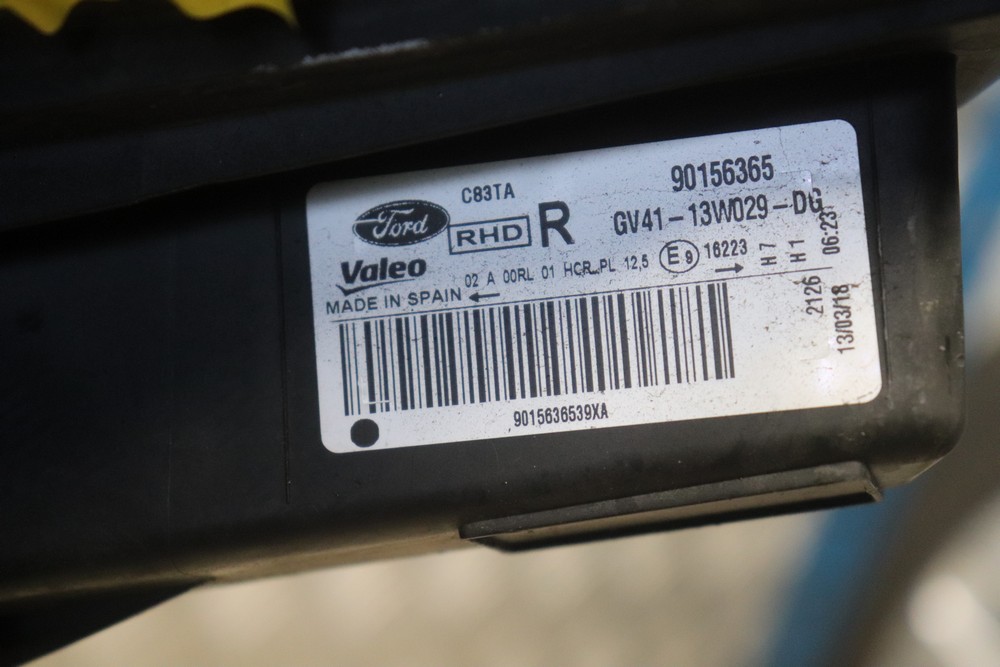 C83TA
90156365
Ford
RHD R
GV41-13W029-DG
Valeo
02 A 00RL 01 HCR PL 12,5 E9 16223
H7
H1
06:23
MADE IN SPAIN
2126
13/03/18
9015636539XA